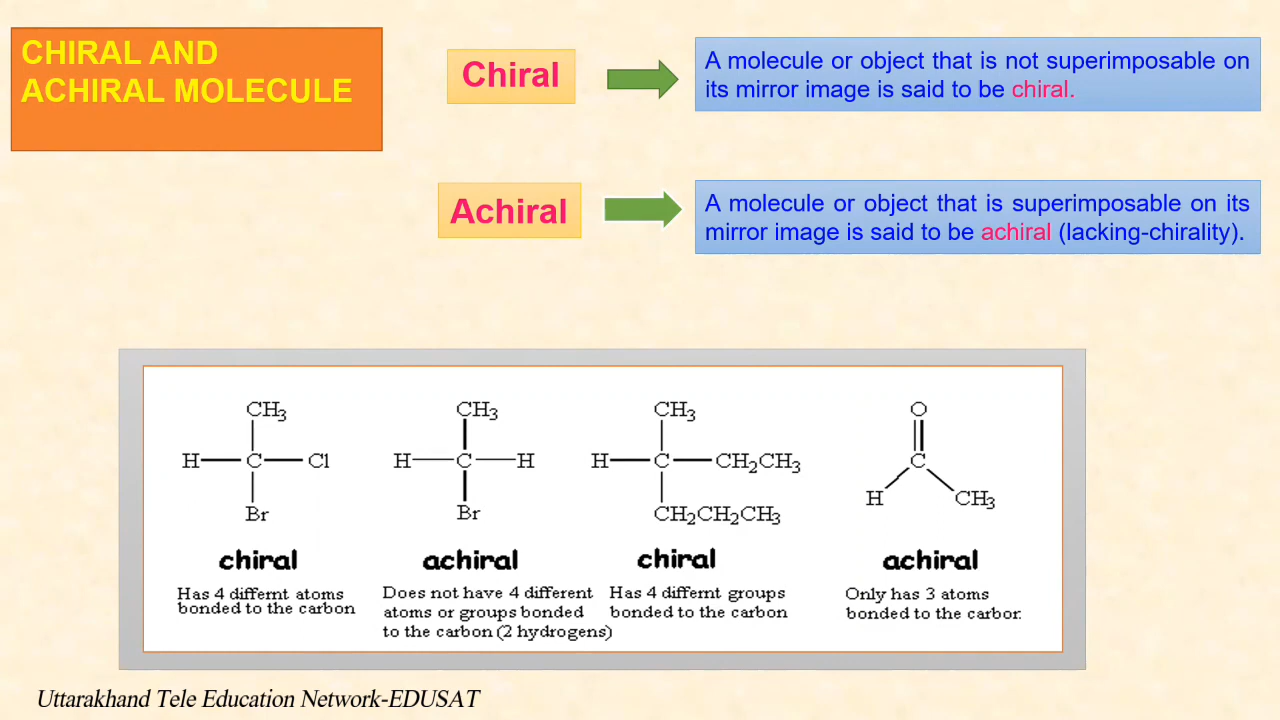 CHIRAL AND
ACHIRAL MOLECULE
Chiral
A molecule or object that is not superimposable on
its mirror image is said to be chiral.
Achiral
A molecule or object that is superimposable on its
mirror image is said to be achiral (lacking-chirality).
CH3
H C Cl
Br
chiral
Has 4 differnt atoms
bonded to the carbon
CH3
H C H
Br
achiral
Does not have 4 different
atoms or groups bonded
to the carbon (2 hydrogens)
CH3
H C CH2CH3
CH2CH2CH3
chiral
Has 4 differnt groups
bonded to the carbon
O
C
H CH3
achiral
Only has 3 atoms
bonded to the carbor.
Uttarakhand Tele Education Network-EDUSAT